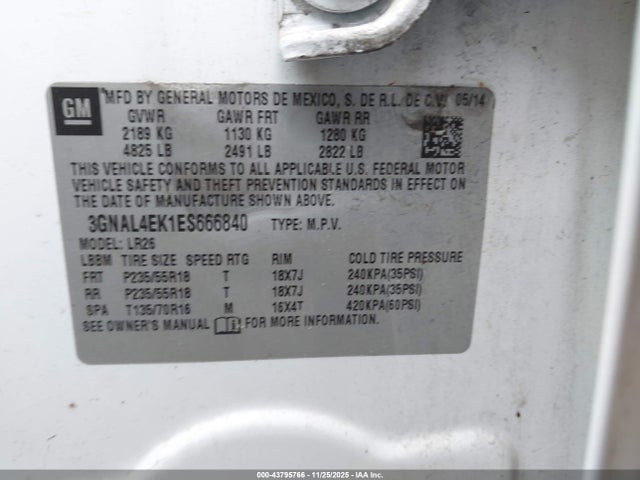 GM MFD BY GENERAL MOTORS DE MEXICO, S. DE R.L. DE C.V. 05/14
GVWR GAWR FRT GAWR RR
2189 KG 1130 KG 1280 KG
4825 LB 2491 LB 2822 LB
THIS VEHICLE CONFORMS TO ALL APPLICABLE U.S. FEDERAL MOTOR
VEHICLE SAFETY AND THEFT PREVENTION STANDARDS IN EFFECT ON
THE DATE OF MANUFACTURE SHOWN ABOVE.
3GNAL4EK1ES666840 TYPE: M.P.V.
MODEL: LR26
LBBM TIRE SIZE SPEED RTG RIM COLD TIRE PRESSURE
FRT P235/55R18 T 18X7J 240KPA(35PSI)
RR P235/55R18 T 18X7J 240KPA(35PSI)
SPA T135/70R16 M 16X4T 420KPA(60PSI)
SEE OWNER'S MANUAL FOR MORE INFORMATION.
000-43795766 - 11/25/2025 - IAA, Inc.